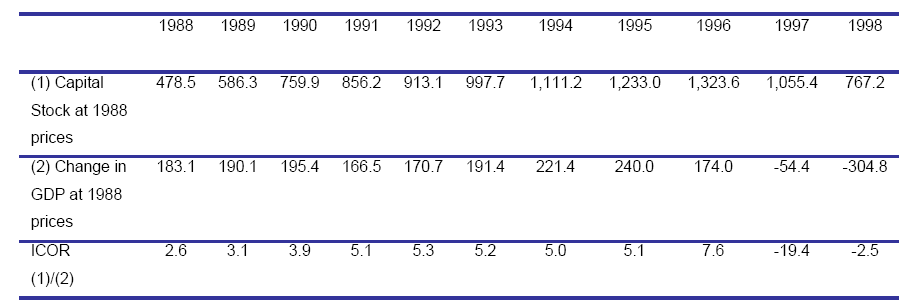 1988 1989 1990 1991 1992 1993 1994 1995 1996 1997 1998
(1) Capital 478.5 586.3 759.9 856.2 913.1 997.7 1,111.2 1,233.0 1,323.6 1,055.4 767.2
Stock at 1988
prices
(2) Change in 183.1 190.1 195.4 166.5 170.7 191.4 221.4 240.0 174.0 -54.4 -304.8
GDP at 1988
prices
ICOR 2.6 3.1 3.9 5.1 5.3 5.2 5.0 5.1 7.6 -19.4 -2.5
(1)/(2)